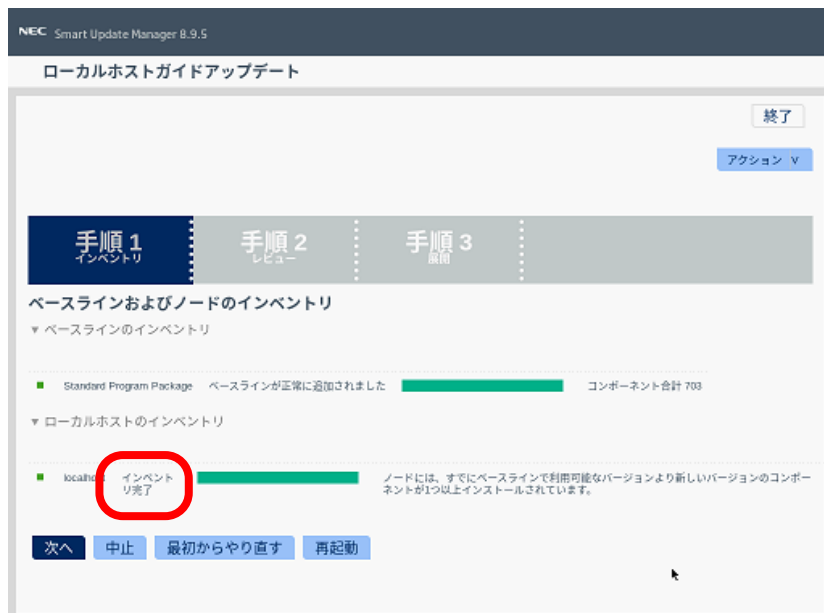 NEC Smart Update Manager 8.9.5
ローカルホストガイドアップデート
終了
アクション ∨
手順 1
インベントリ
手順 2
レビュー
手順 3
展開
ベースラインおよびノードのインベントリ
▼ ベースラインのインベントリ
Standard Program Package ベースラインが正常に追加されました コンポーネント合計 703
▼ ローカルホストのインベントリ
インベント
リ完了
ノードには、すでにベースラインで利用可能なバージョンより新しいバージョンのコンポー
ネントが1つ以上インストールされています。
次へ 中止 最初からやり直す 再起動